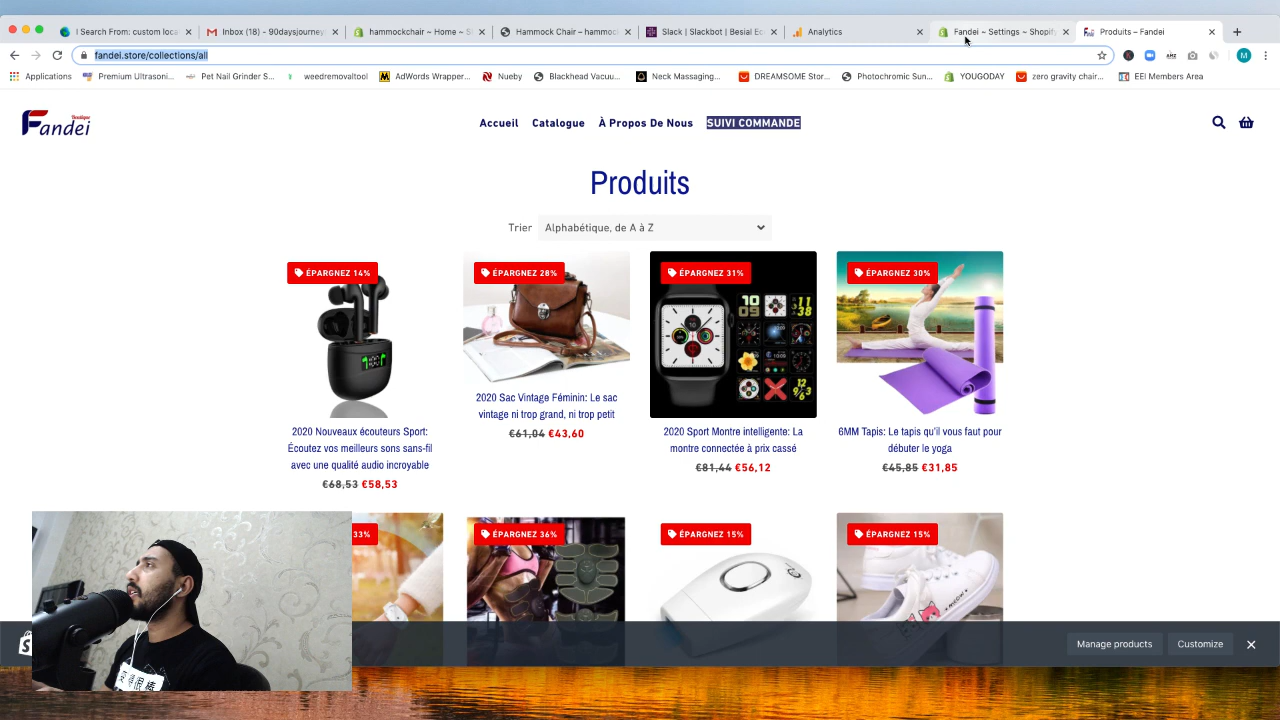 I Search From: custom loca
Inbox (18) - 90daysjourney
hammockchair ~ Home ~ S
Hammock Chair – hammoc
Slack | Slackbot | Besial Ec
Analytics
Fandei ~ Settings ~ Shopif
Produits – Fandei
fandei.store/collections/all
M
Applications
Premium Ultrasoni...
Pet Nail Grinder S...
weedremovaltool
AdWords Wrapper...
Nueby
Blackhead Vacuu...
Neck Massaging...
DREAMSOME Stor...
Photochromic Sun...
YOUGODAY
zero gravity chair...
EEI Members Area
Boutique
Fandei
Accueil
Catalogue
À Propos De Nous
SUIVI COMMANDE
Produits
Trier
Alphabétique, de A à Z
ÉPARGNEZ 14%
ÉPARGNEZ 28%
ÉPARGNEZ 31%
ÉPARGNEZ 30%
2020 Nouveaux écouteurs Sport:
Écoutez vos meilleurs sons sans-fil
avec une qualité audio incroyable
€68,53 €58,53
2020 Sac Vintage Féminin: Le sac
vintage ni trop grand, ni trop petit
€61,04 €43,60
2020 Sport Montre intelligente: La
montre connectée à prix cassé
€81,44 €56,12
6MM Tapis: Le tapis qu'il vous faut pour
débuter le yoga
€45,85 €31,85
33%
ÉPARGNEZ 36%
ÉPARGNEZ 15%
ÉPARGNEZ 15%
Manage products
Customize